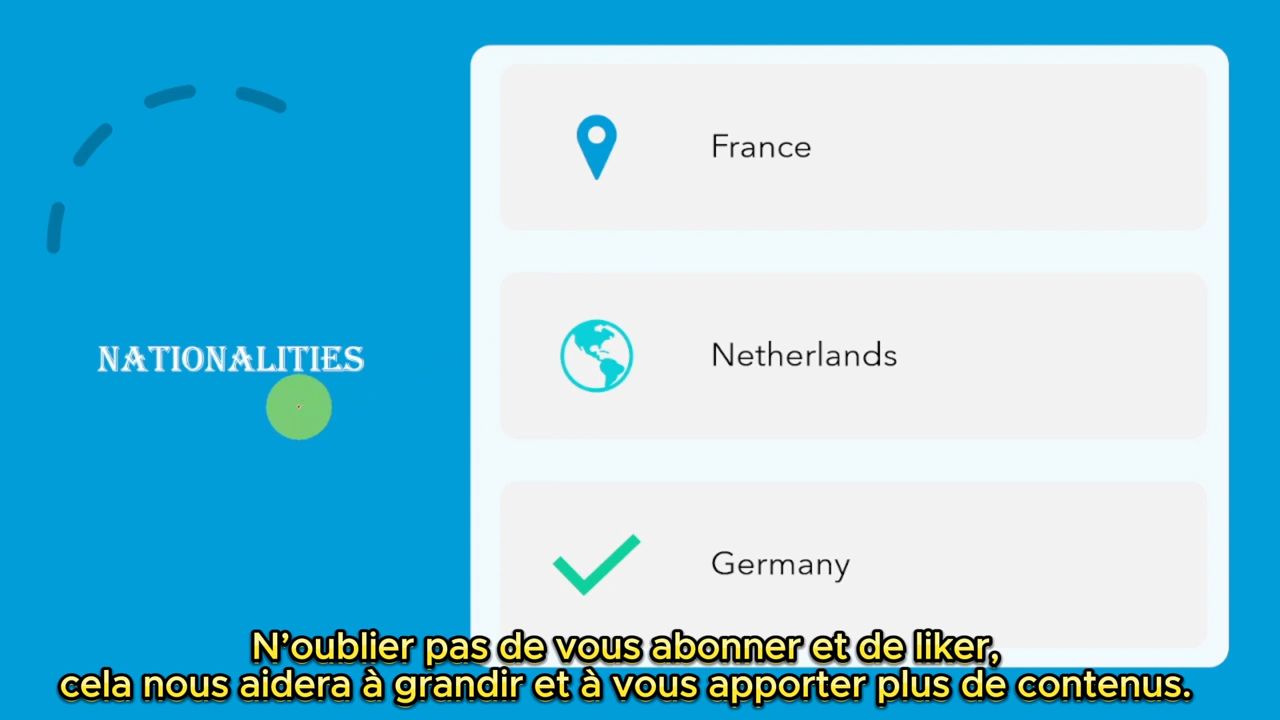 NATIONALITIES
France
Netherlands
Germany
N’oublier pas de vous abonner et de liker,
cela nous aidera à grandir et à vous apporter plus de contenus.